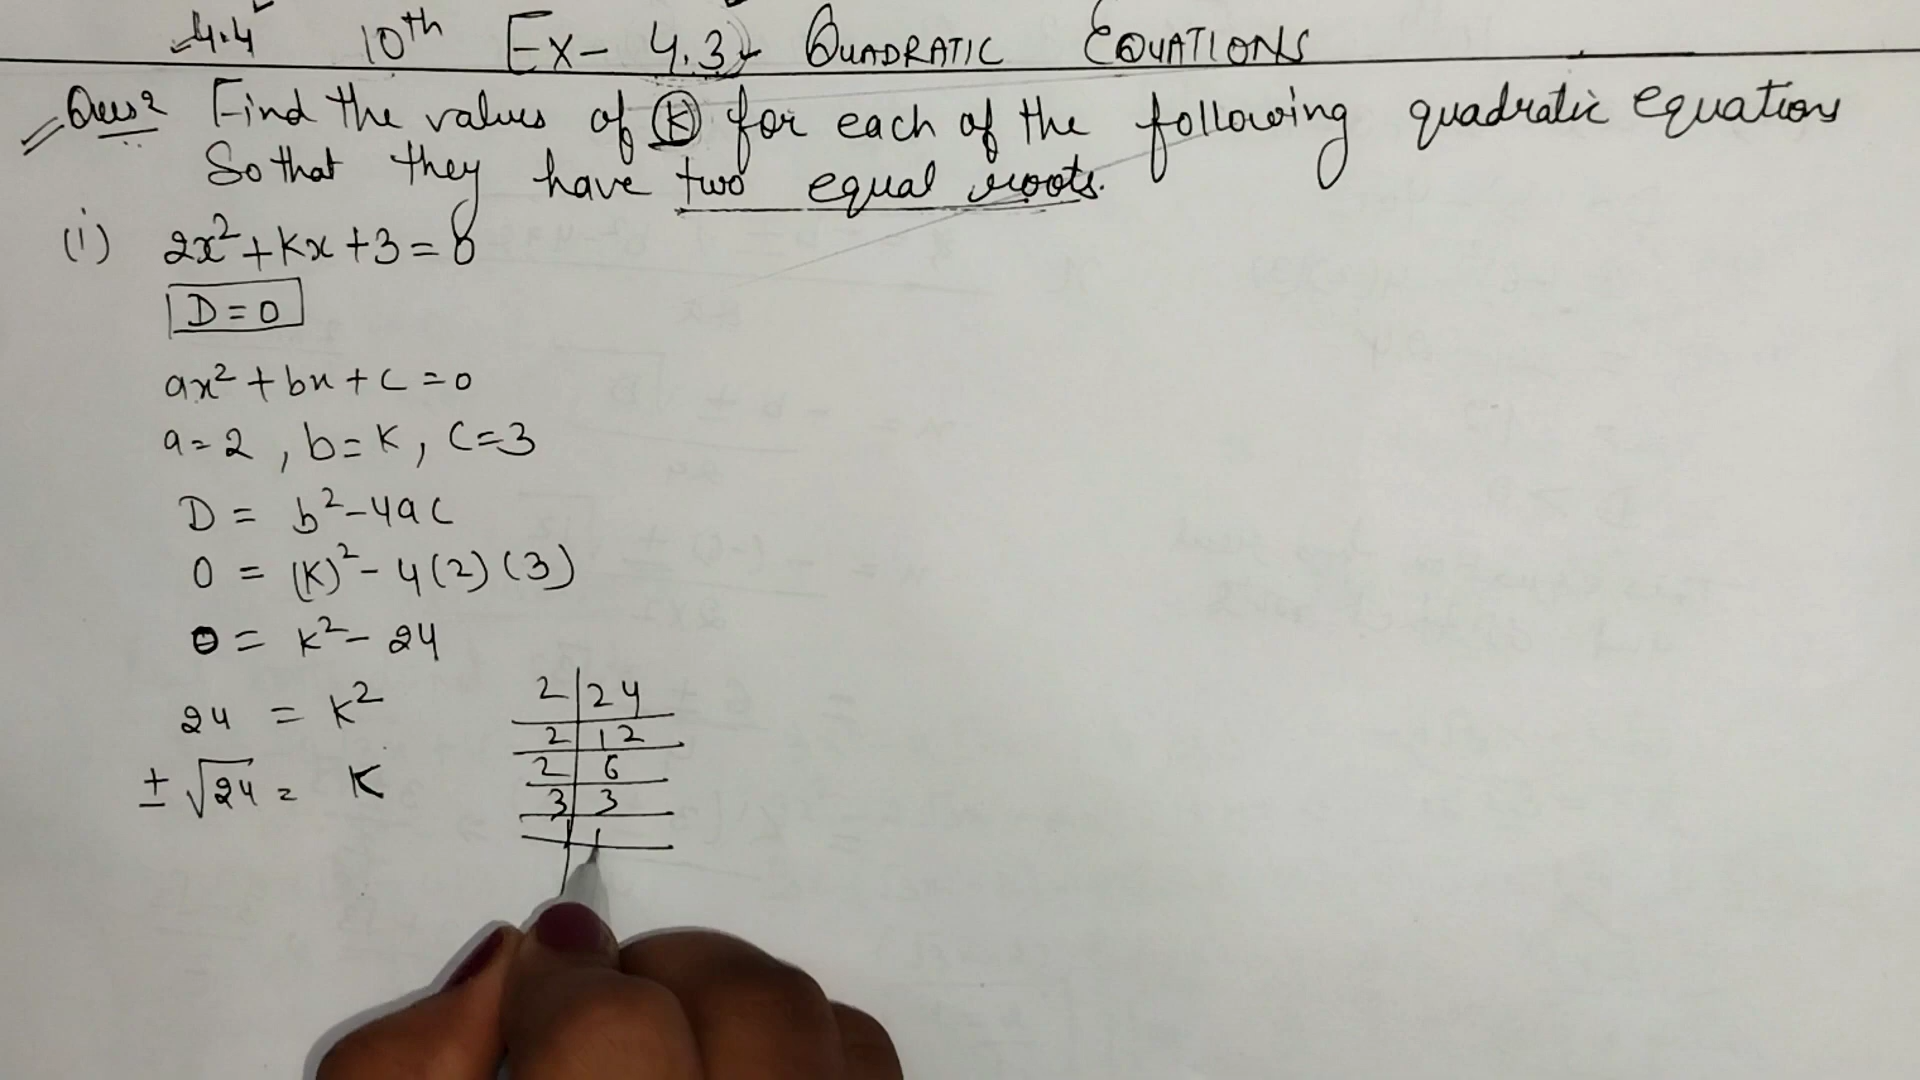 4.4 10th Ex-4.3 QUADRATIC EQUATIONS
Ques 2 Find the values of (K) for each of the following quadratic equations
So that they have two equal roots.
(i) 2x²+Kx+3=0
D=0
ax²+bx+c=0
a=2, b=K, C=3
D = b²-4ac
0 = (K)²-4(2)(3)
0 = K²-24
24 = K²
±√24 = K
2|24
2|12
2|6
3|3
|1